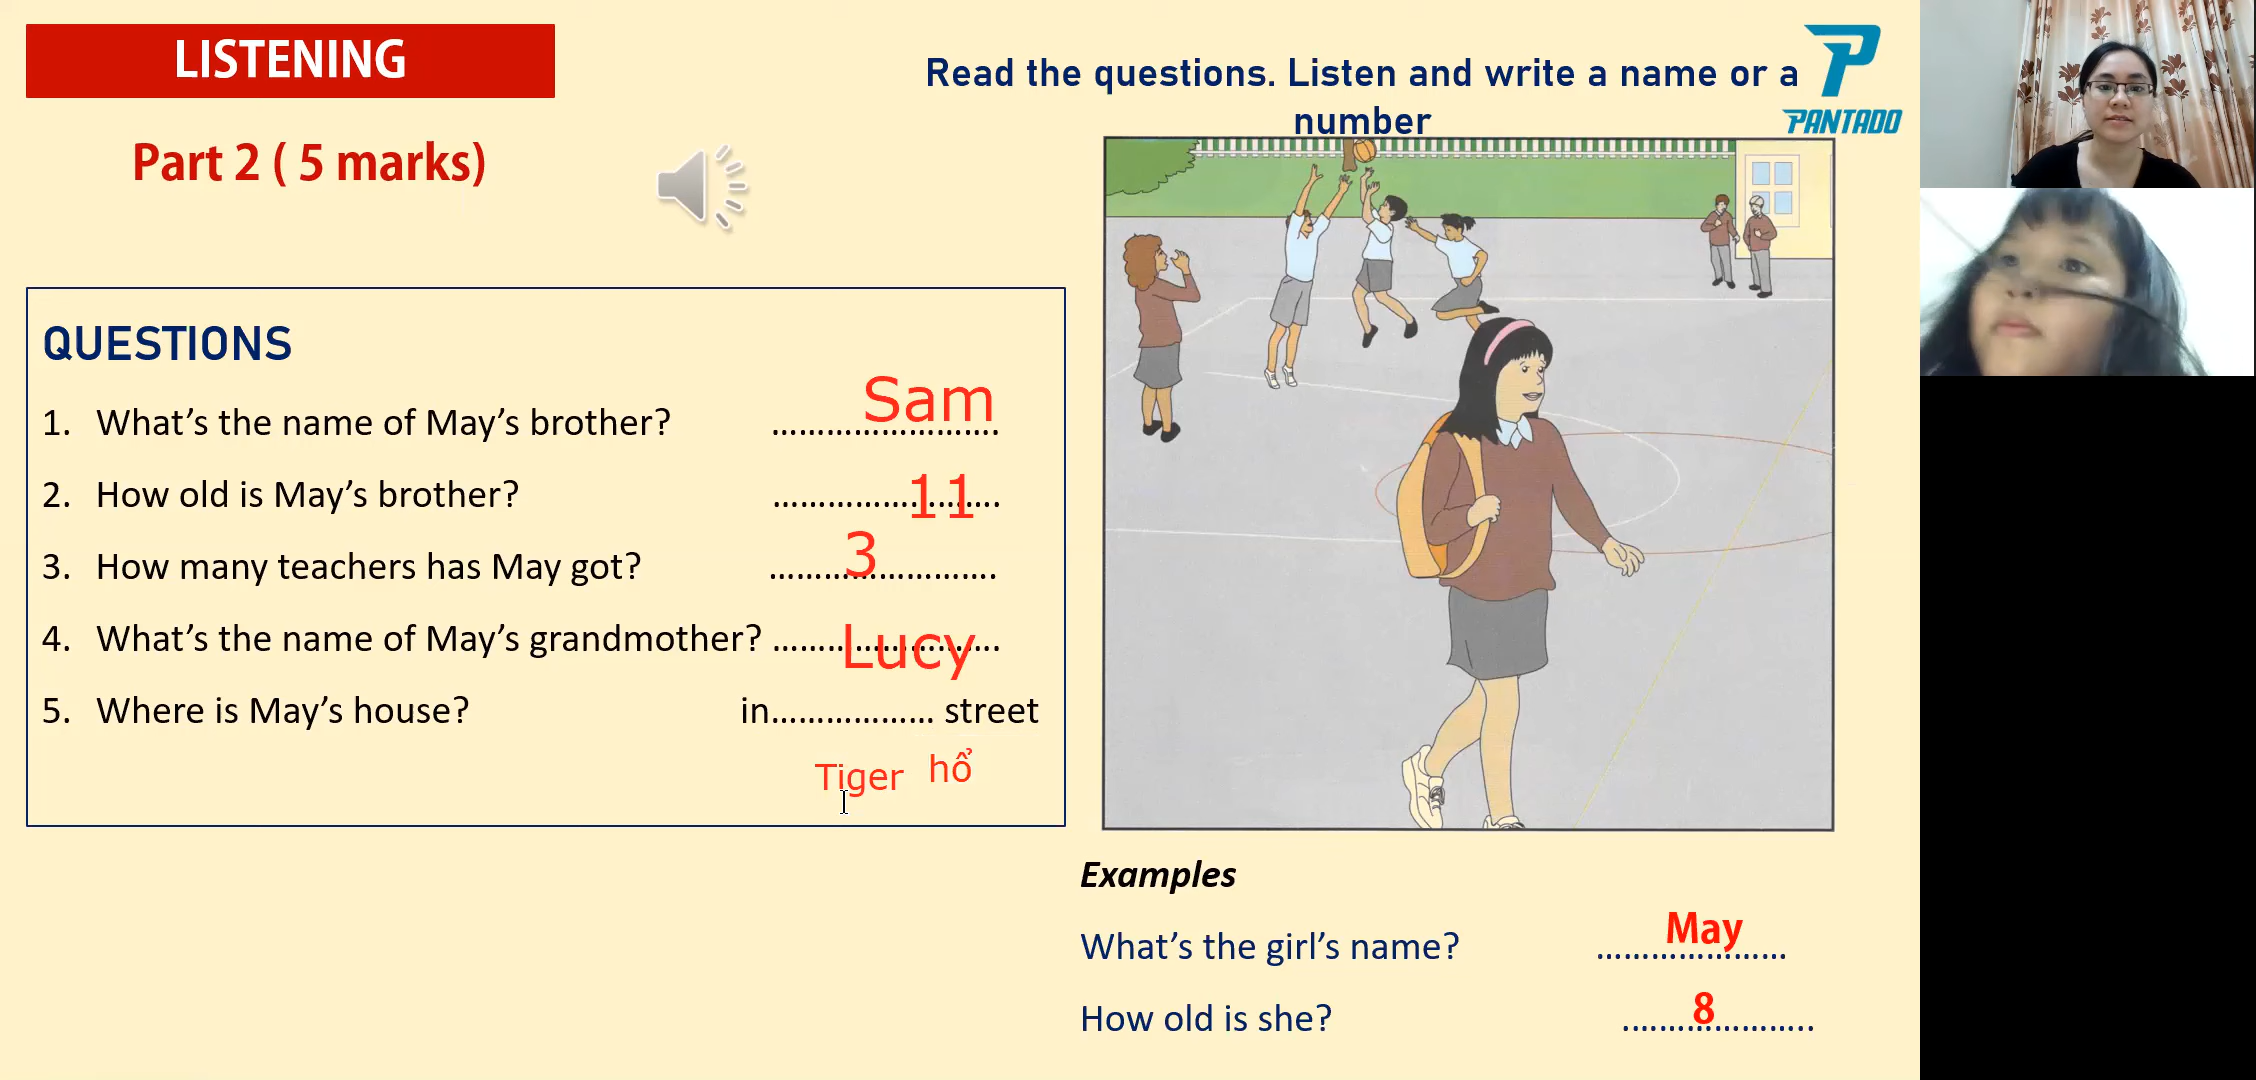 LISTENING
Part 2 ( 5 marks)
Read the questions. Listen and write a name or a
number
PANTADO
QUESTIONS
1. What's the name of May's brother? ......................... Sam
2. How old is May's brother? ......................... 11
3. How many teachers has May got? ......................... 3
4. What's the name of May's grandmother? ......................... Lucy
5. Where is May's house? in.................. street
Tiger hổ
Examples
What's the girl's name? ..................... May
How old is she? ..................... 8